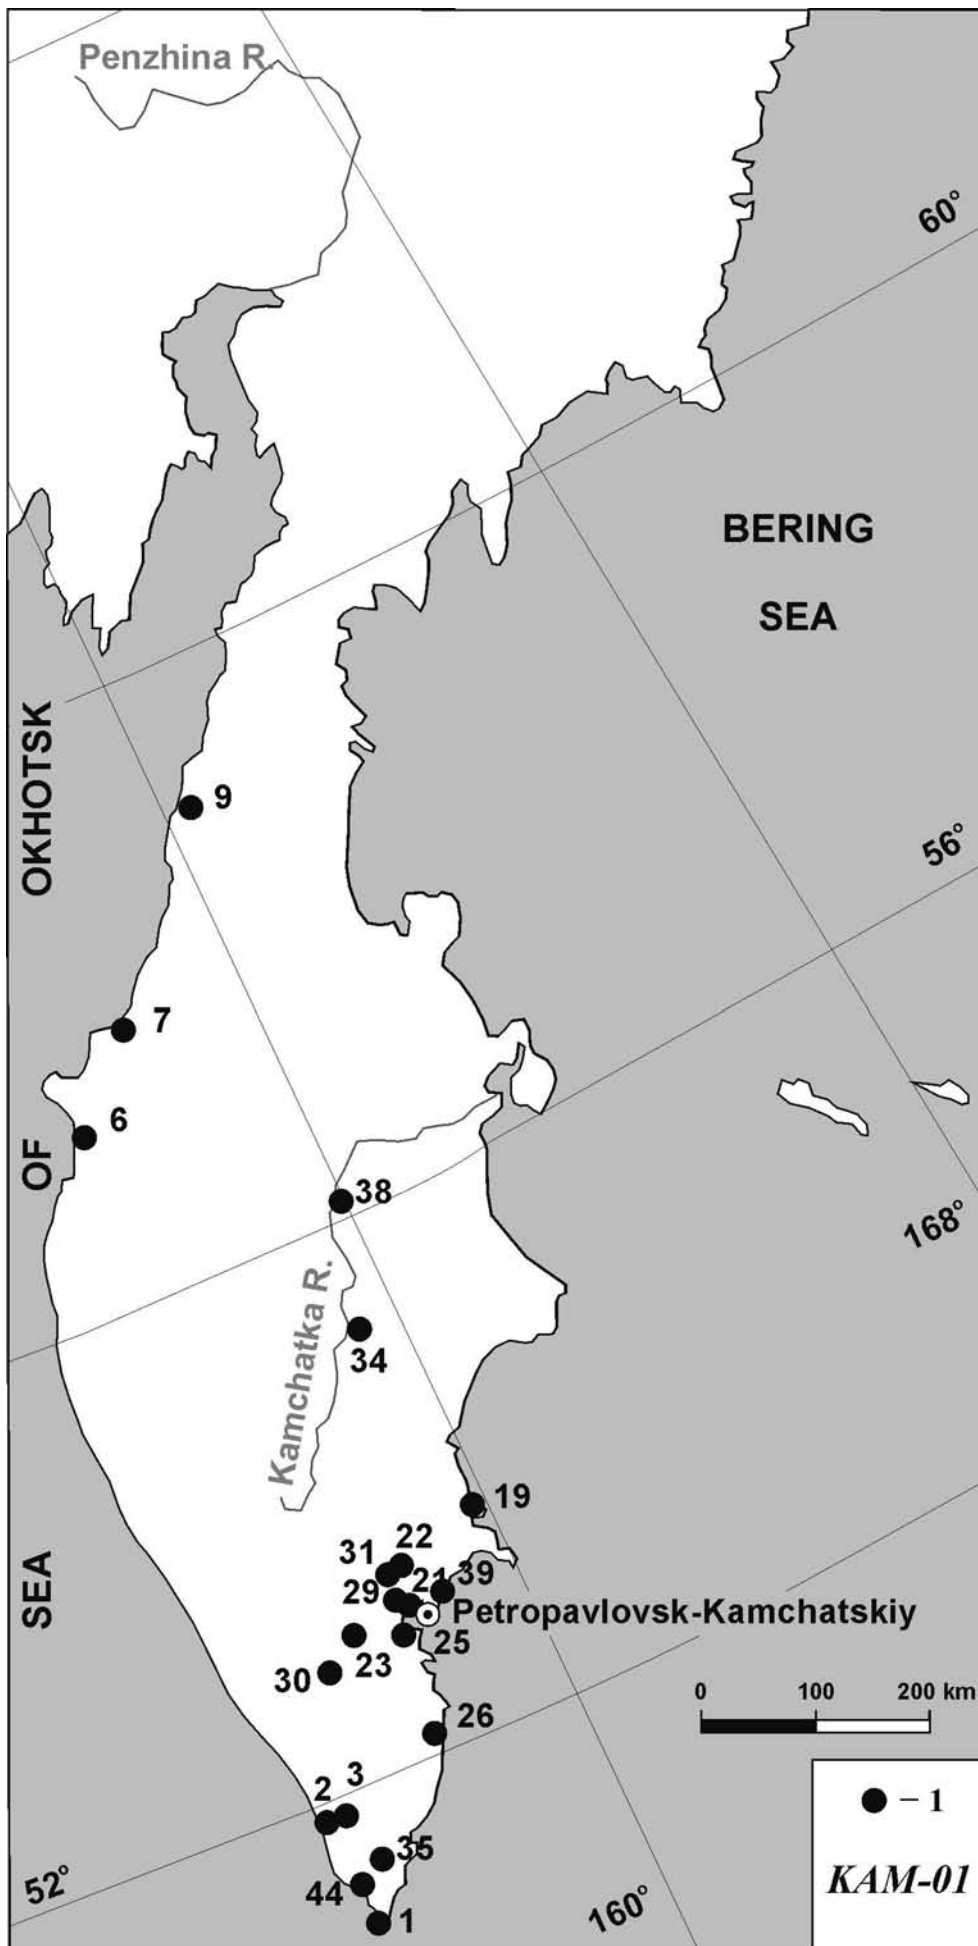 Penzhina R.
60°
BERING
SEA
OKHOTSK
9
7
6
56°
OF
38
168°
Kamchatka R.
34
19
22
31
SEA
39
21
29
Petropavlovsk-Kamchatskiy
25
23
30
0 100 200 km
26
3
2
– 1
35
52°
44
KAM-01
160°
1